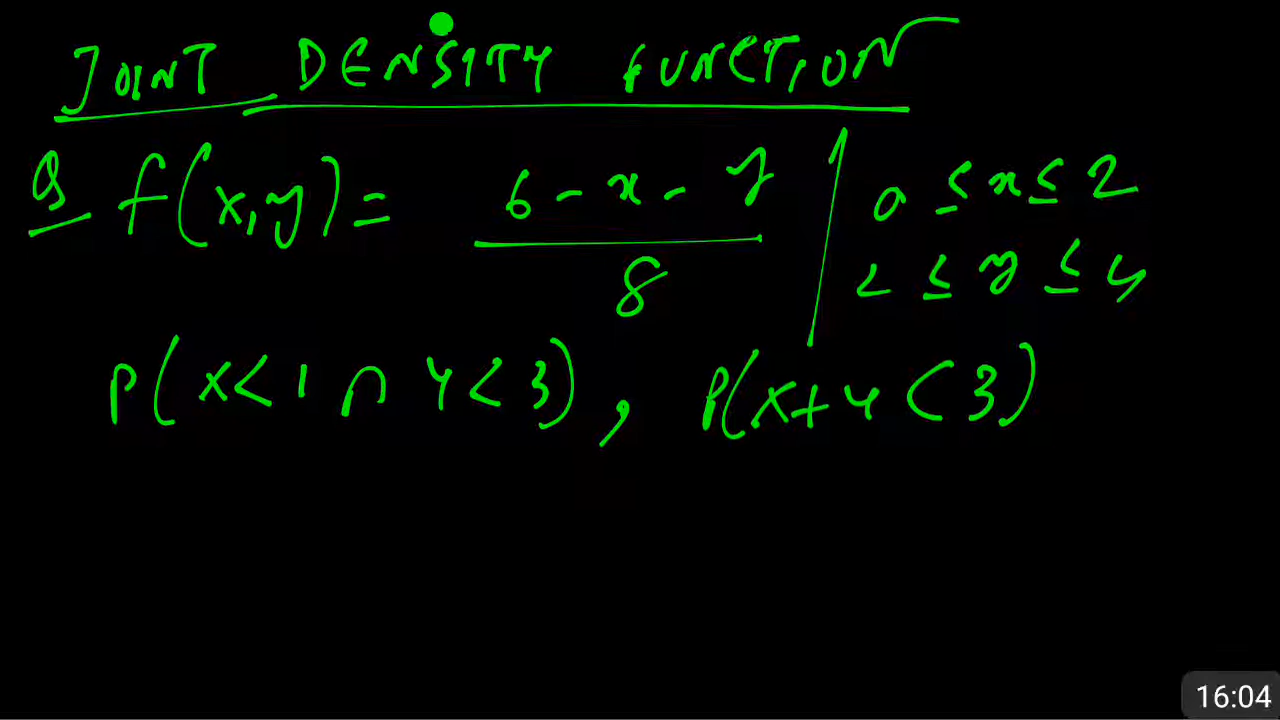 JOINT DENSITY FUNCTION
Q f(x,y) = 6 - x - y / 8 | 0 ≤ x ≤ 2
2 ≤ y ≤ 4
P(X<1 ∩ Y<3), P(X+Y<3)
16:04